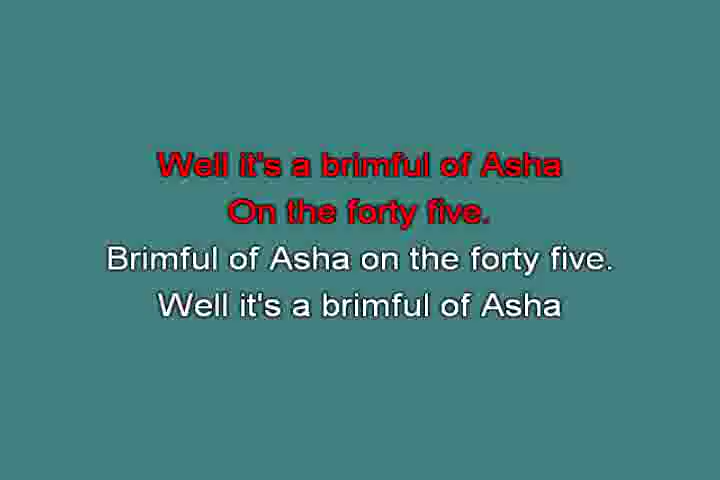 Well it's a brimful of Asha
On the forty five.
Brimful of Asha on the forty five.
Well it's a brimful of Asha